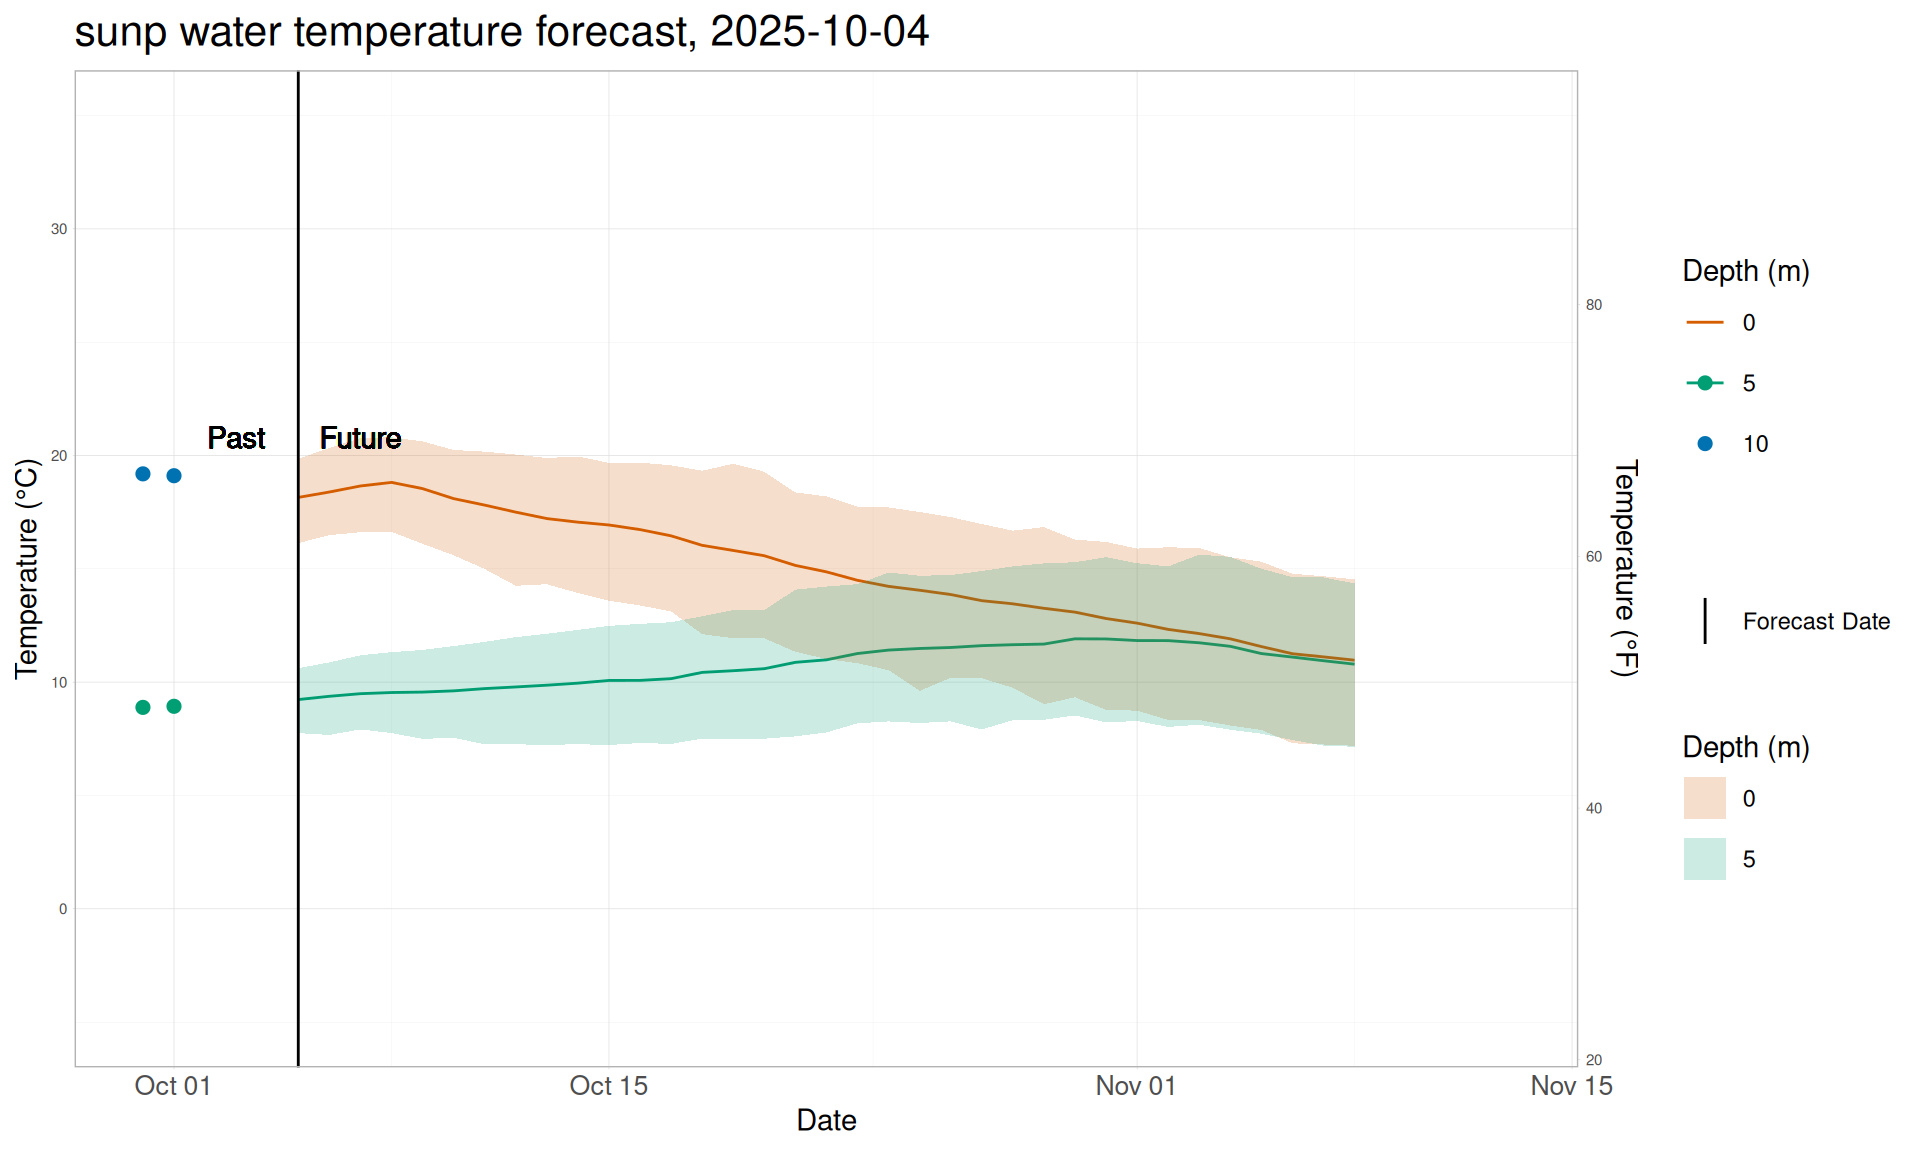 sunp water temperature forecast, 2025-10-04
30
20
10
0
Temperature (°C)
Past
Future
80
60
40
20
Temperature (°F)
Oct 01
Oct 15
Nov 01
Nov 15
Date
Depth (m)
0
5
10
Forecast Date
Depth (m)
0
5